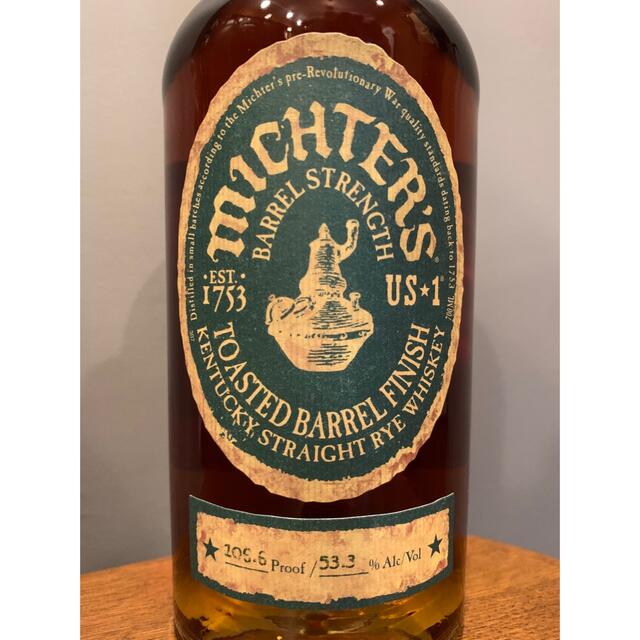 Distilled in small batches according to the Michter's pre-Revolutionary War quality standards dating back to 1753
MICHTER'S
BARREL STRENGTH
·EST.·
1753
US★1®
700ML
TOASTED BARREL FINISH
KENTUCKY STRAIGHT RYE WHISKEY
★ 106.6 Proof / 53.3 % Alc/Vol ★